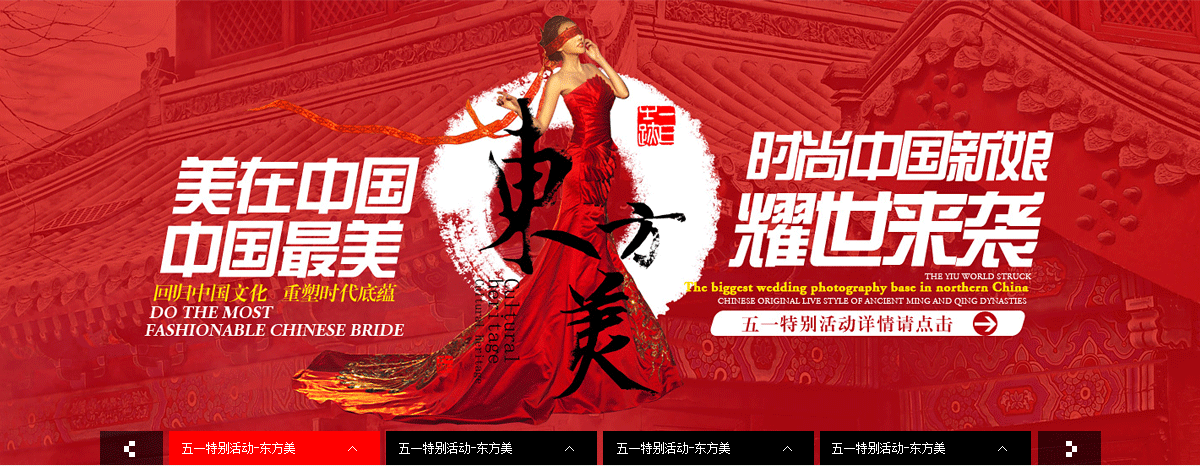 美在中国
中国最美
回归中国文化 重塑时代底蕴
DO THE MOST
FASHIONABLE CHINESE BRIDE
東方美
Cultural
heritage
二三
时尚中国新娘
耀世来袭
THE YIU WORLD STRUCK
The biggest wedding photography base in northern China
CHINESE ORIGINAL LIVE STYLE OF ANCIENT MING AND QING DYNASTIES
五一特别活动详情请点击
五一特别活动-东方美
五一特别活动-东方美
五一特别活动-东方美
五一特别活动-东方美